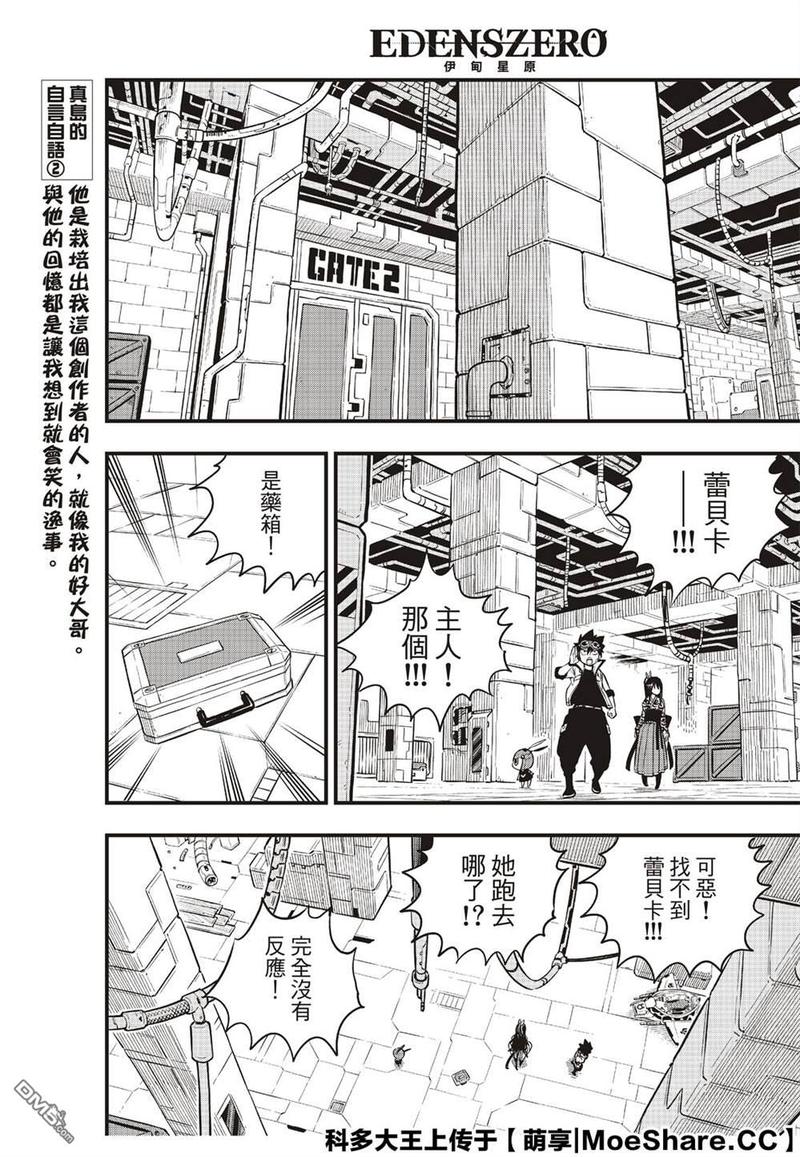 EDENSZERO
伊甸星原
真島的
自言自語②
他是栽培出我這個創作者的人，就像我的好大哥。
與他的回憶都是讓我想到就會笑的逸事。
GATE2
蕾貝卡
——!!!
主人！
那個!!!
是藥箱！
可惡！
找不到
蕾貝卡!!!
她跑去
哪了!?
完全沒有
反應！
DM5
科多大王上传于【萌享|MoeShare.CC】